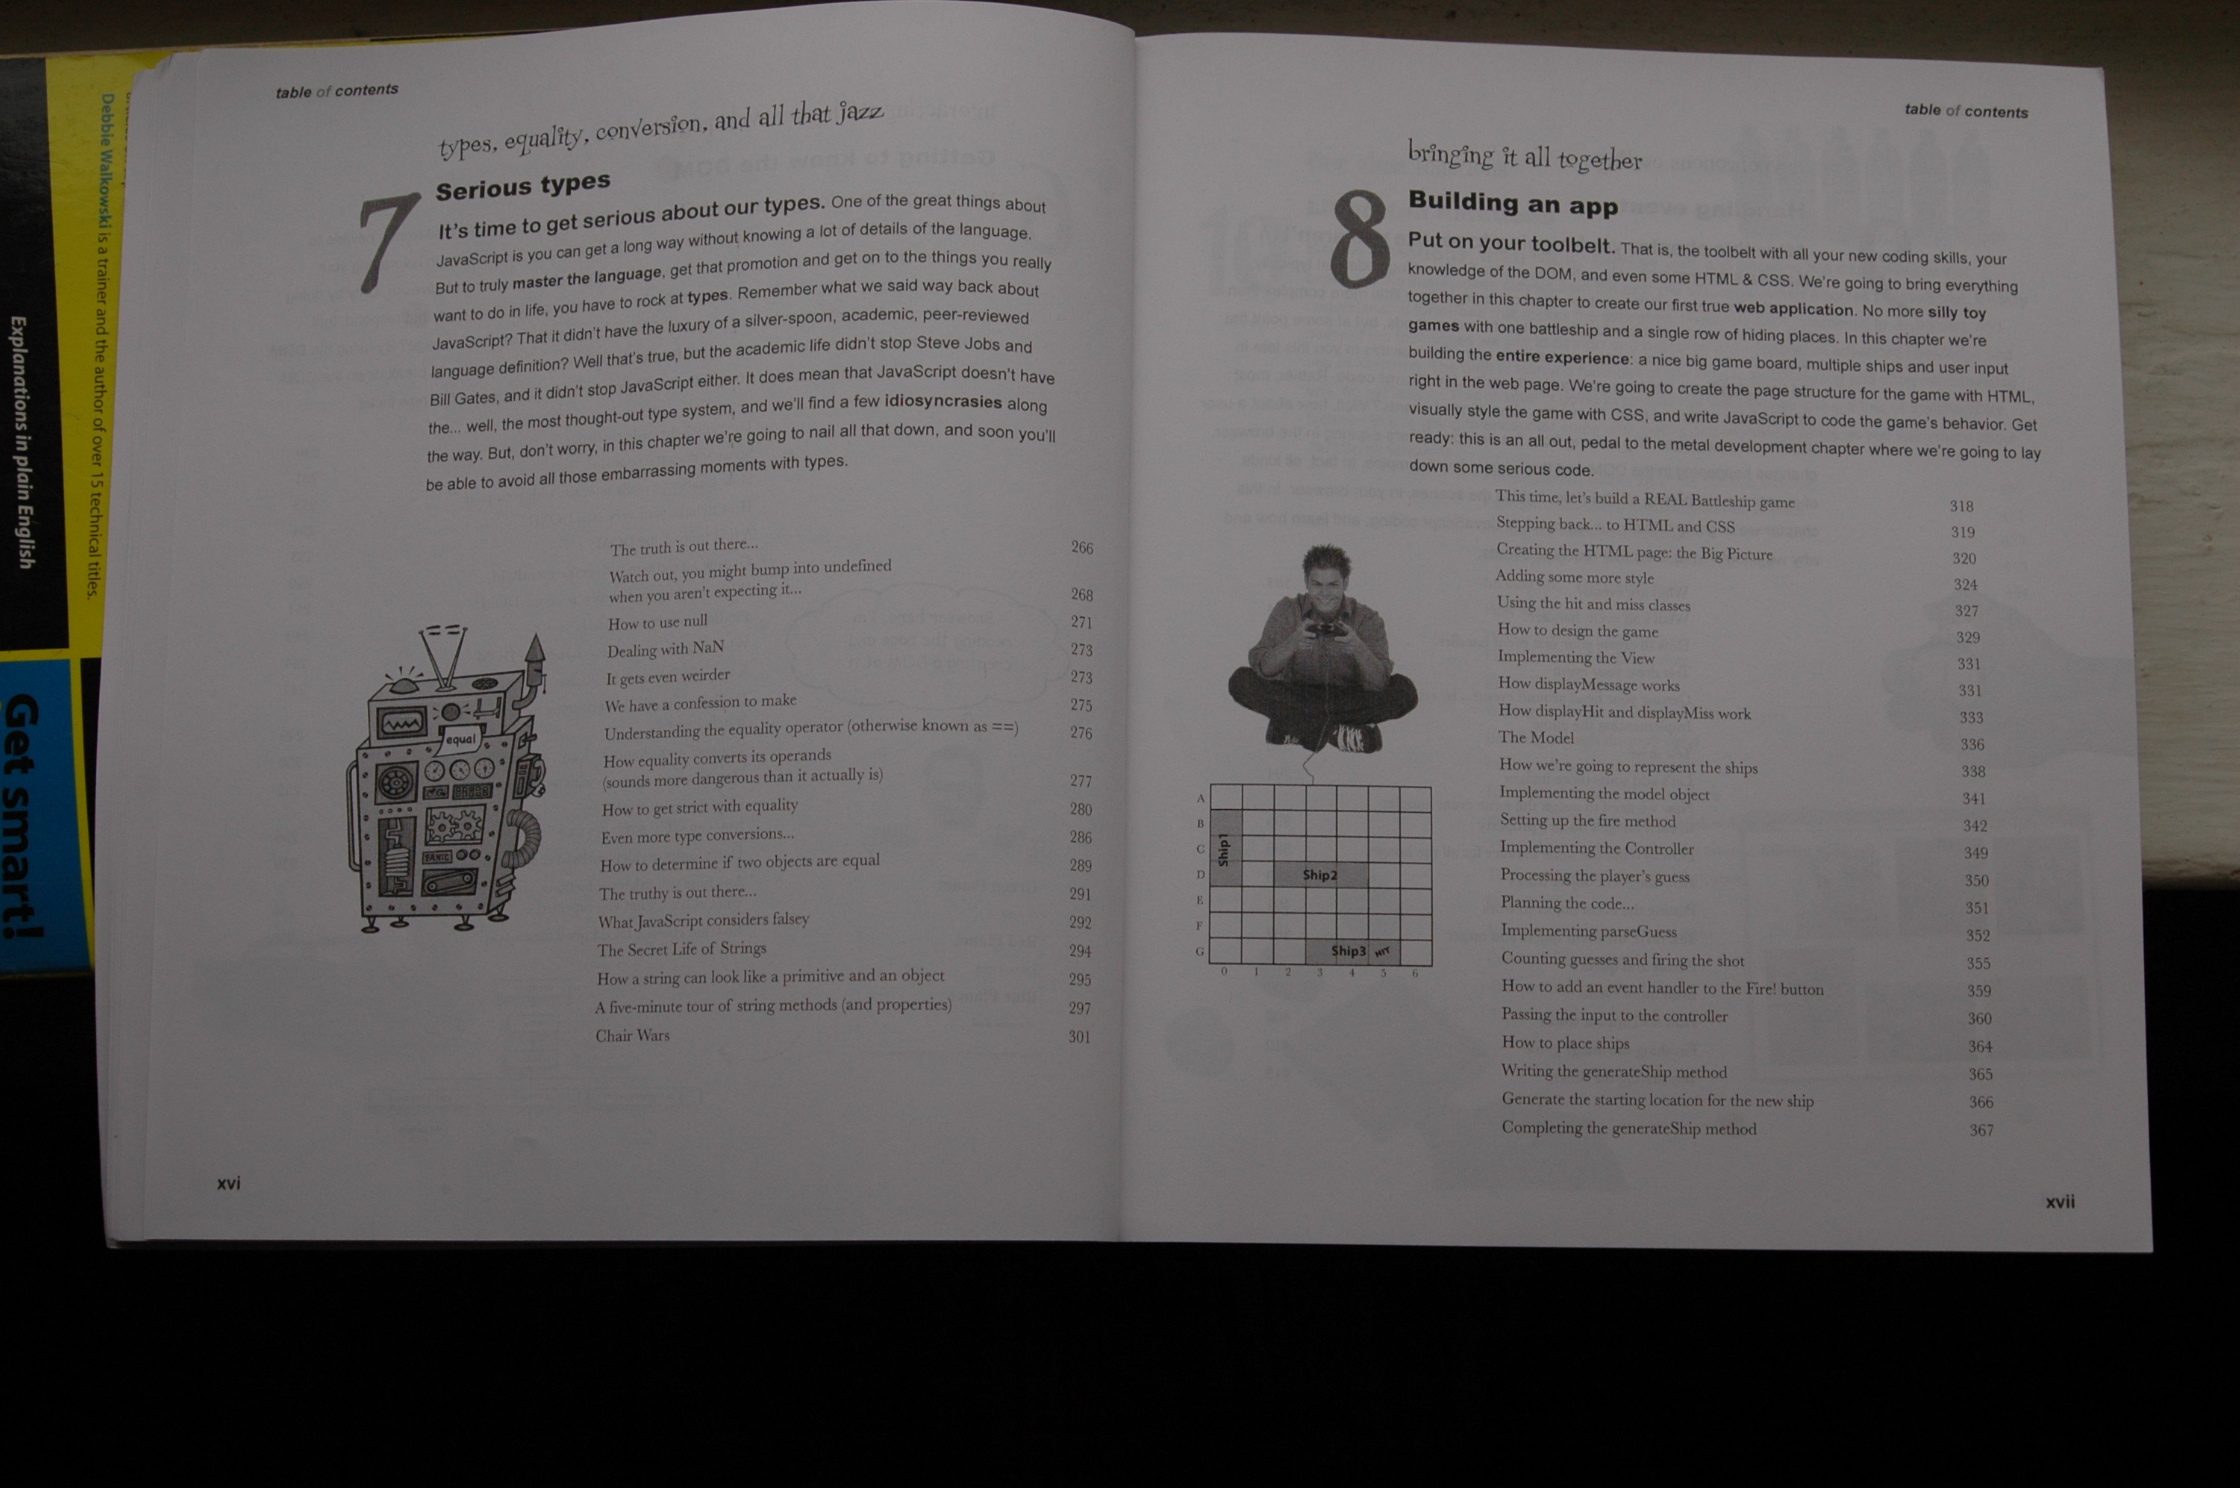 table of contents
types, equality, conversion, and all that jazz
7
Serious types
It's time to get serious about our types. One of the great things about
JavaScript is you can get a long way without knowing a lot of details of the language.
But to truly master the language, get that promotion and get on to the things you really
want to do in life, you have to rock at types. Remember what we said way back about
JavaScript? That it didn't have the luxury of a silver-spoon, academic, peer-reviewed
language definition? Well that's true, but the academic life didn't stop Steve Jobs and
Bill Gates, and it didn't stop JavaScript either. It does mean that JavaScript doesn't have
the... well, the most thought-out type system, and we'll find a few idiosyncrasies along
the way. But, don't worry, in this chapter we're going to nail all that down, and soon you'll
be able to avoid all those embarrassing moments with types.
The truth is out there... 266
Watch out, you might bump into undefined
when you aren't expecting it... 268
How to use null 271
Dealing with NaN 273
It gets even weirder 273
We have a confession to make 275
Understanding the equality operator (otherwise known as ==) 276
How equality converts its operands
(sounds more dangerous than it actually is) 277
How to get strict with equality 280
Even more type conversions... 286
How to determine if two objects are equal 289
The truthy is out there... 291
What JavaScript considers falsey 292
The Secret Life of Strings 294
How a string can look like a primitive and an object 295
A five-minute tour of string methods (and properties) 297
Chair Wars 301
equal
PANIC
xvi
table of contents
bringing it all together
8
Building an app
Put on your toolbelt. That is, the toolbelt with all your new coding skills, your
knowledge of the DOM, and even some HTML & CSS. We're going to bring everything
together in this chapter to create our first true web application. No more silly toy
games with one battleship and a single row of hiding places. In this chapter we're
building the entire experience: a nice big game board, multiple ships and user input
right in the web page. We're going to create the page structure for the game with HTML,
visually style the game with CSS, and write JavaScript to code the game's behavior. Get
ready: this is an all out, pedal to the metal development chapter where we're going to lay
down some serious code.
This time, let's build a REAL Battleship game 318
Stepping back... to HTML and CSS 319
Creating the HTML page: the Big Picture 320
Adding some more style 324
Using the hit and miss classes 327
How to design the game 329
Implementing the View 331
How displayMessage works 331
How displayHit and displayMiss work 333
The Model 336
How we're going to represent the ships 338
Implementing the model object 341
Setting up the fire method 342
Implementing the Controller 349
Processing the player's guess 350
Planning the code... 351
Implementing parseGuess 352
Counting guesses and firing the shot 355
How to add an event handler to the Fire! button 359
Passing the input to the controller 360
How to place ships 364
Writing the generateShip method 365
Generate the starting location for the new ship 366
Completing the generateShip method 367
A
B
C
D
E
F
G
Ship1
Ship2
Ship3 HIT
0 1 2 3 4 5 6
xvii
Debbie Walkowski is a trainer and the author of over 15 technical titles.
Explanations in plain English
Get smart!